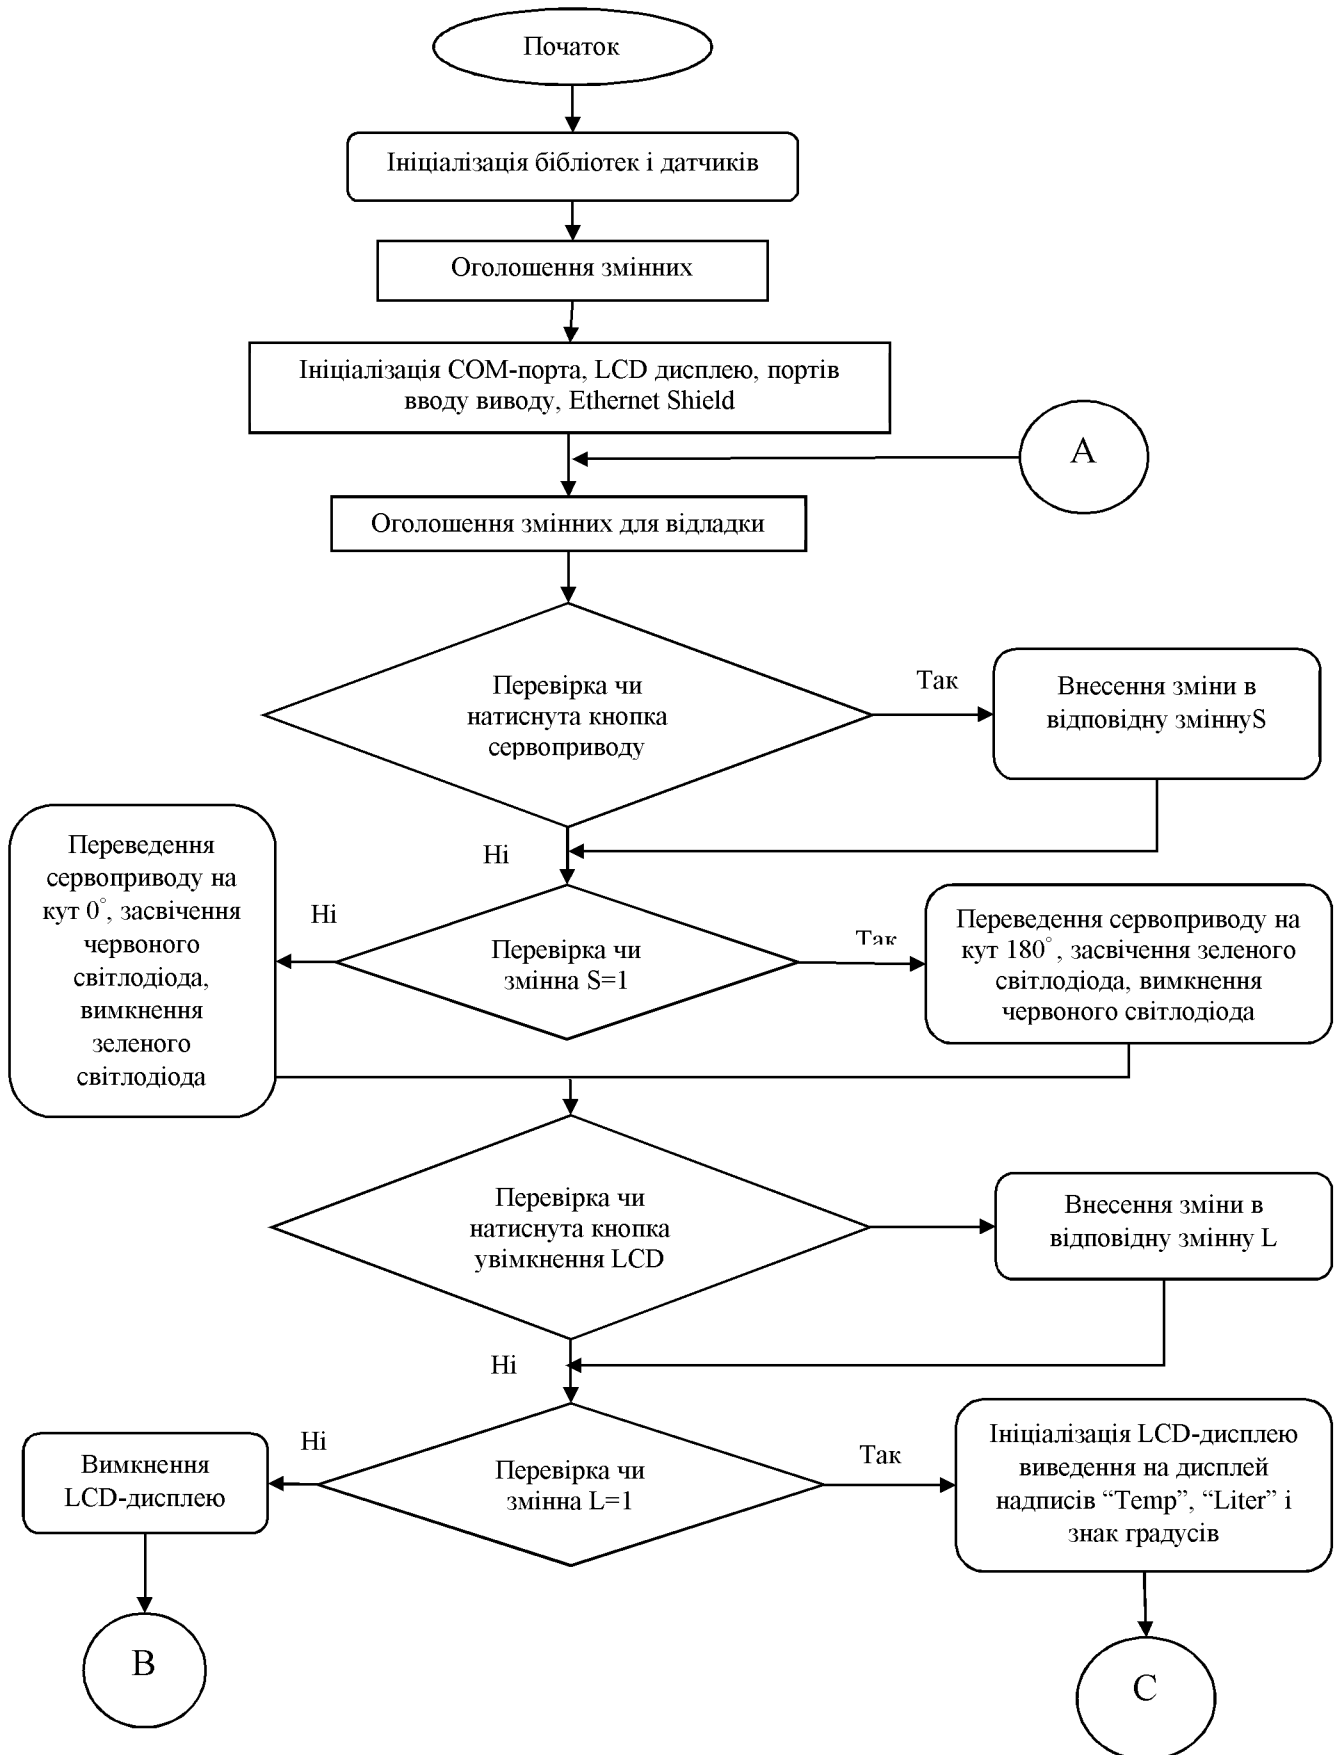 Початок
Ініціалізація бібліотек і датчиків
Оголошення змінних
Ініціалізація COM-порта, LCD дисплею, портів
вводу виводу, Ethernet Shield
A
Оголошення змінних для відладки
Перевірка чи
натиснута кнопка
сервоприводу
Так
Внесення зміни в
відповідну зміннуS
Ні
Переведення
сервоприводу на
кут 0°, засвічення
червоного
світлодіода,
вимкнення
зеленого
світлодіода
Ні
Перевірка чи
змінна S=1
Так
Переведення сервоприводу на
кут 180°, засвічення зеленого
світлодіода, вимкнення
червоного світлодіода
Перевірка чи
натиснута кнопка
увімкнення LCD
Внесення зміни в
відповідну змінну L
Ні
Вимкнення
LCD-дисплею
Ні
Перевірка чи
змінна L=1
Так
Ініціалізація LCD-дисплею
виведення на дисплей
надписів “Temp”, “Liter” і
знак градусів
B
C